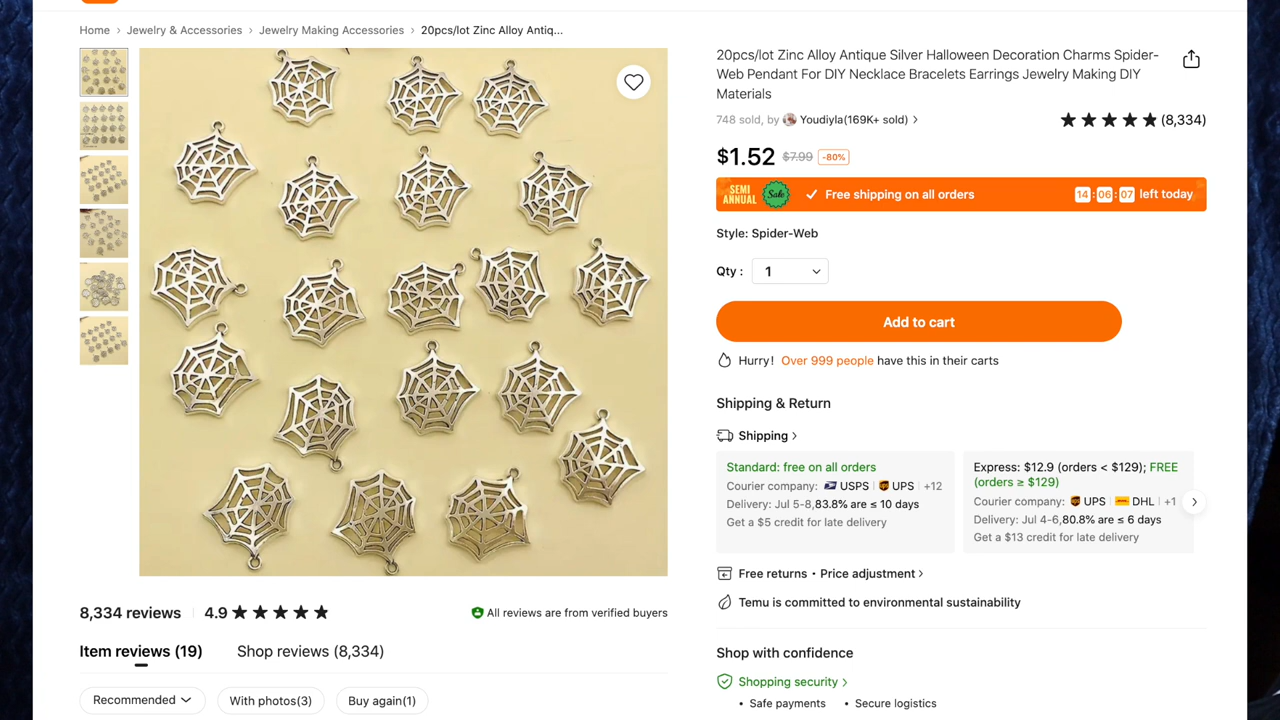 Home > Jewelry & Accessories > Jewelry Making Accessories > 20pcs/lot Zinc Alloy Antiq...
20pcs/lot Zinc Alloy Antique Silver Halloween Decoration Charms Spider-
Web Pendant For DIY Necklace Bracelets Earrings Jewelry Making DIY
Materials
748 sold, by Youdiyla(169K+ sold) >
(8,334)
$1.52 $7.99 -80%
SEMI ANNUAL Sale Free shipping on all orders 14:06:07 left today
Style: Spider-Web
Qty : 1
Add to cart
Hurry! Over 999 people have this in their carts
Shipping & Return
Shipping >
Standard: free on all orders
Courier company: USPS | UPS | +12
Delivery: Jul 5-8,83.8% are ≤ 10 days
Get a $5 credit for late delivery
Express: $12.9 (orders < $129); FREE
(orders ≥ $129)
Courier company: UPS | DHL | +1
Delivery: Jul 4-6,80.8% are ≤ 6 days
Get a $13 credit for late delivery
Free returns • Price adjustment >
Temu is committed to environmental sustainability
Shop with confidence
Shopping security >
• Safe payments • Secure logistics
8,334 reviews 4.9
All reviews are from verified buyers
Item reviews (19) Shop reviews (8,334)
Recommended With photos(3) Buy again(1)